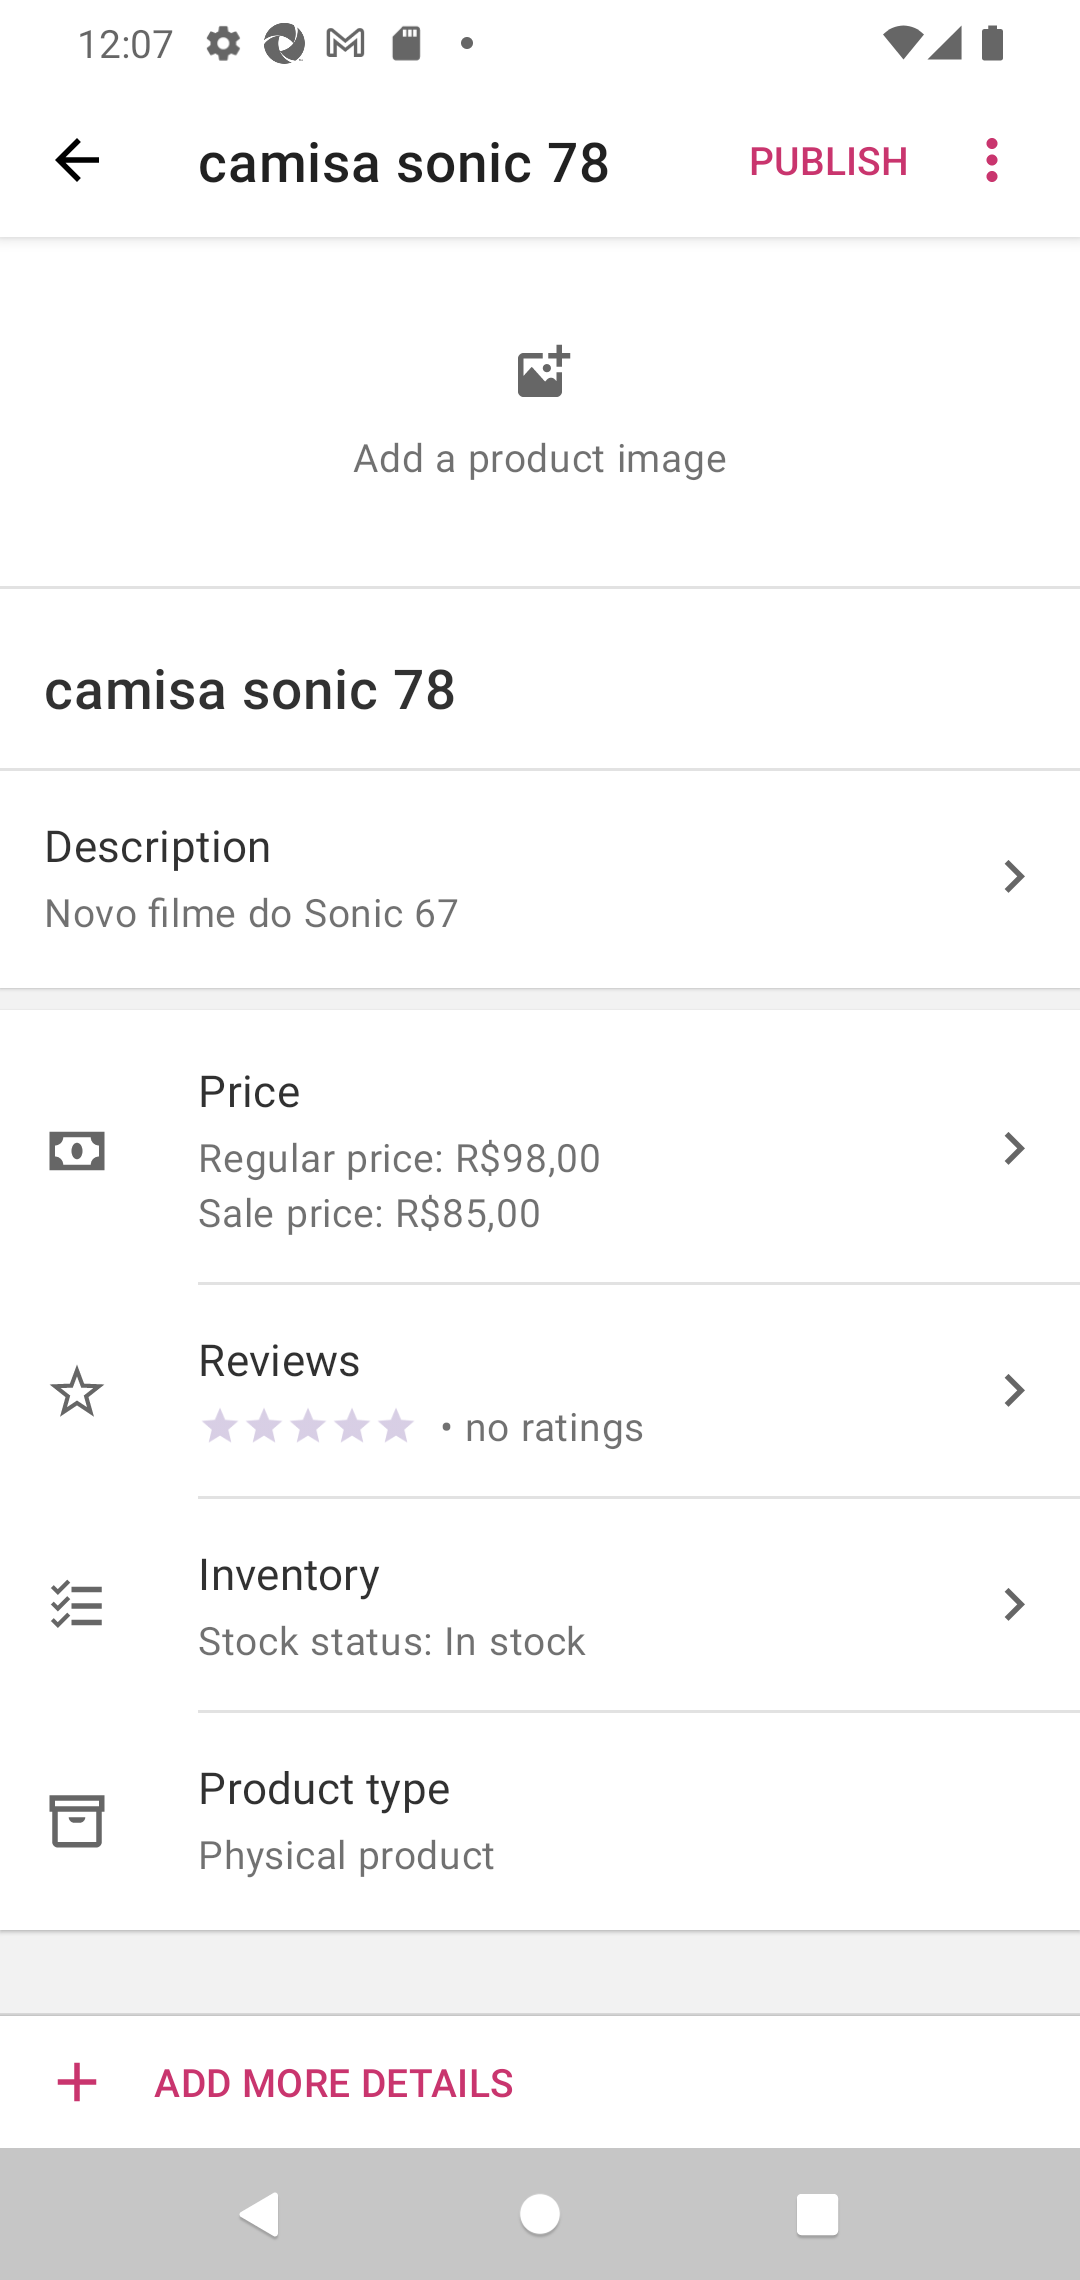 12:07
camisa sonic 78
PUBLISH
Add a product image
camisa sonic 78
Description
Novo filme do Sonic 67
Price
Regular price: R$98,00
Sale price: R$85,00
Reviews
• no ratings
Inventory
Stock status: In stock
Product type
Physical product
ADD MORE DETAILS